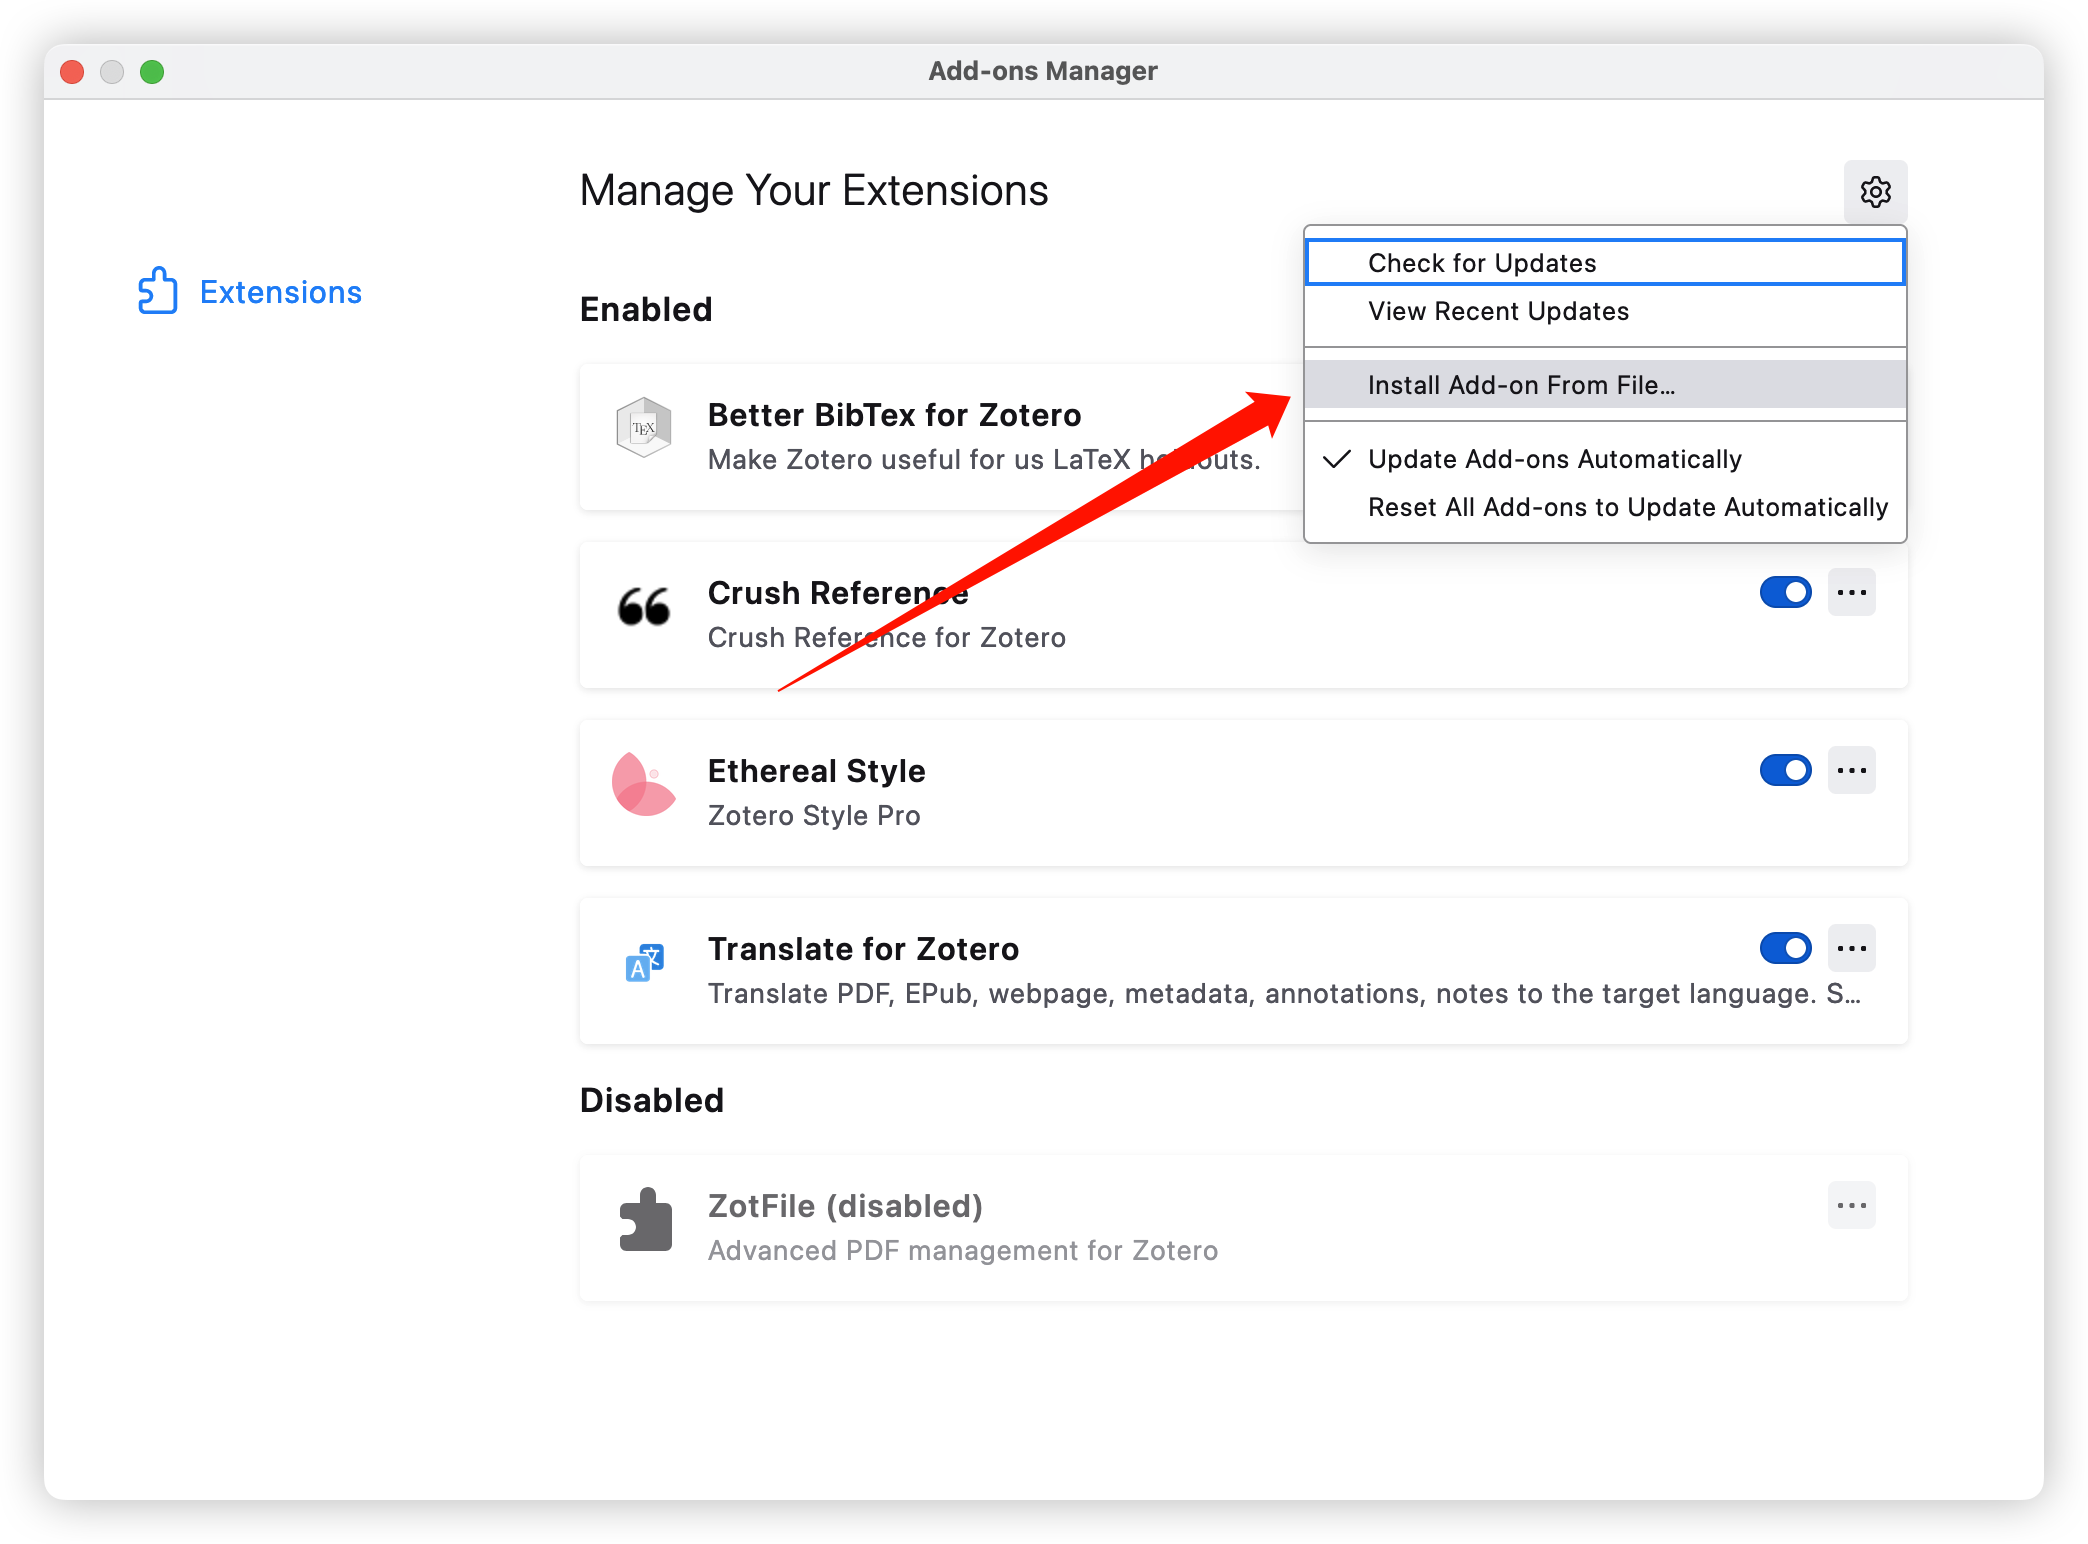 Add-ons Manager
Manage Your Extensions
Extensions
Check for Updates
View Recent Updates
Install Add-on From File…
Update Add-ons Automatically
Reset All Add-ons to Update Automatically
Enabled
TEX
Better BibTex for Zotero
Make Zotero useful for us LaTeX holdouts.
Crush Reference
Crush Reference for Zotero
Ethereal Style
Zotero Style Pro
A 文
Translate for Zotero
Translate PDF, EPub, webpage, metadata, annotations, notes to the target language. S…
Disabled
ZotFile (disabled)
Advanced PDF management for Zotero